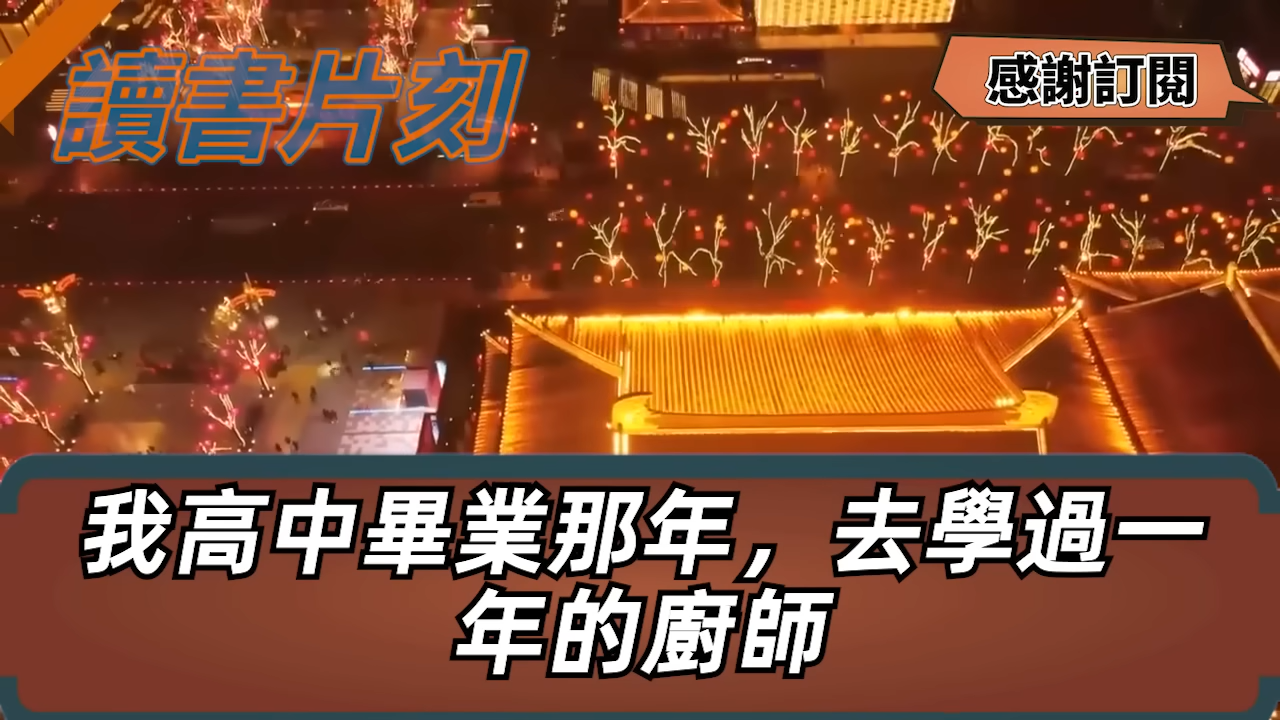 讀書片刻
感謝訂閱
我高中畢業那年，去學過一
年的廚師